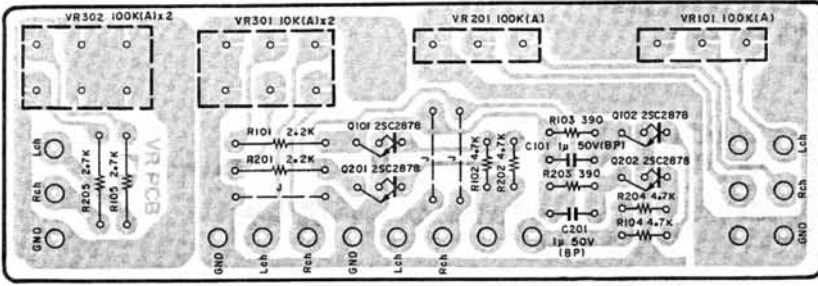 VR302 100K(A)x2
VR301 10K(A)x2
VR201 100K(A)
VR101 100K(A)
R101 2.2K
R201 2.2K
J
Q101 2SC2878
Q201 2SC2878
J
J
R102 4.7K
R202 4.7K
R103 390
C101 1μ 50V(BP)
R203 390
C201
1μ 50V
(BP)
Q102 2SC2878
Q202 2SC2878
R204 4.7K
R104 4.7K
Lch
Rch
GND
R205 2.7K
R105 2.7K
VR PCB
GND
Lch
Rch
GND
Lch
Rch
Lch
Rch
GND